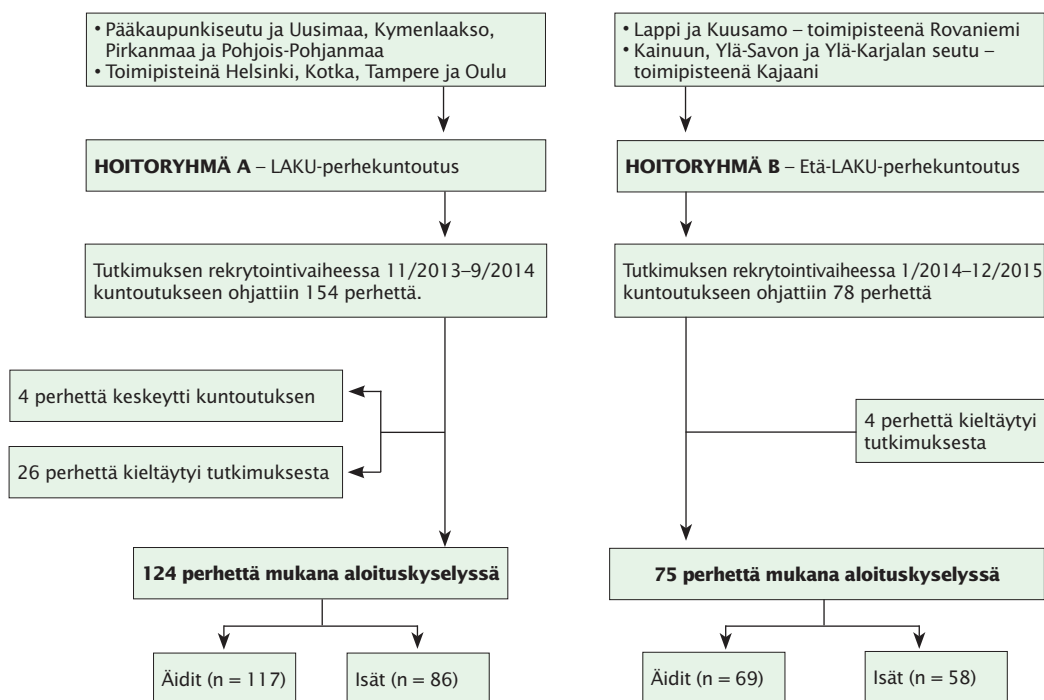 • Pääkaupunkiseutu ja Uusimaa, Kymenlaakso,
Pirkanmaa ja Pohjois-Pohjanmaa
• Toimipisteinä Helsinki, Kotka, Tampere ja Oulu
HOITORYHMÄ A – LAKU-perhekuntoutus
Tutkimuksen rekrytointivaiheessa 11/2013–9/2014
kuntoutukseen ohjattiin 154 perhettä.
4 perhettä keskeytti kuntoutuksen
26 perhettä kieltäytyi tutkimuksesta
124 perhettä mukana aloituskyselyssä
Äidit (n = 117)
Isät (n = 86)
• Lappi ja Kuusamo – toimipisteenä Rovaniemi
• Kainuun, Ylä-Savon ja Ylä-Karjalan seutu –
toimipisteenä Kajaani
HOITORYHMÄ B – Etä-LAKU-perhekuntoutus
Tutkimuksen rekrytointivaiheessa 1/2014–12/2015
kuntoutukseen ohjattiin 78 perhettä
4 perhettä kieltäytyi
tutkimuksesta
75 perhettä mukana aloituskyselyssä
Äidit (n = 69)
Isät (n = 58)